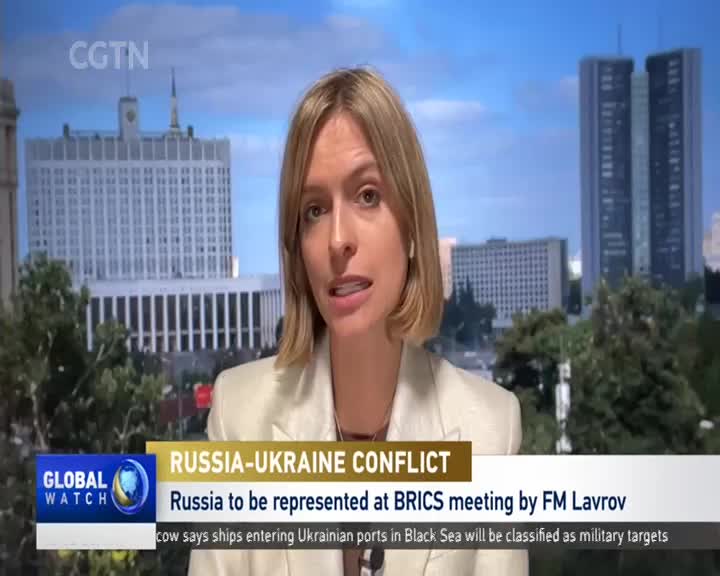 CGTN
RUSSIA-UKRAINE CONFLICT
GLOBAL
WATCH
Russia to be represented at BRICS meeting by FM Lavrov
cow says ships entering Ukrainian ports in Black Sea will be classified as military targets